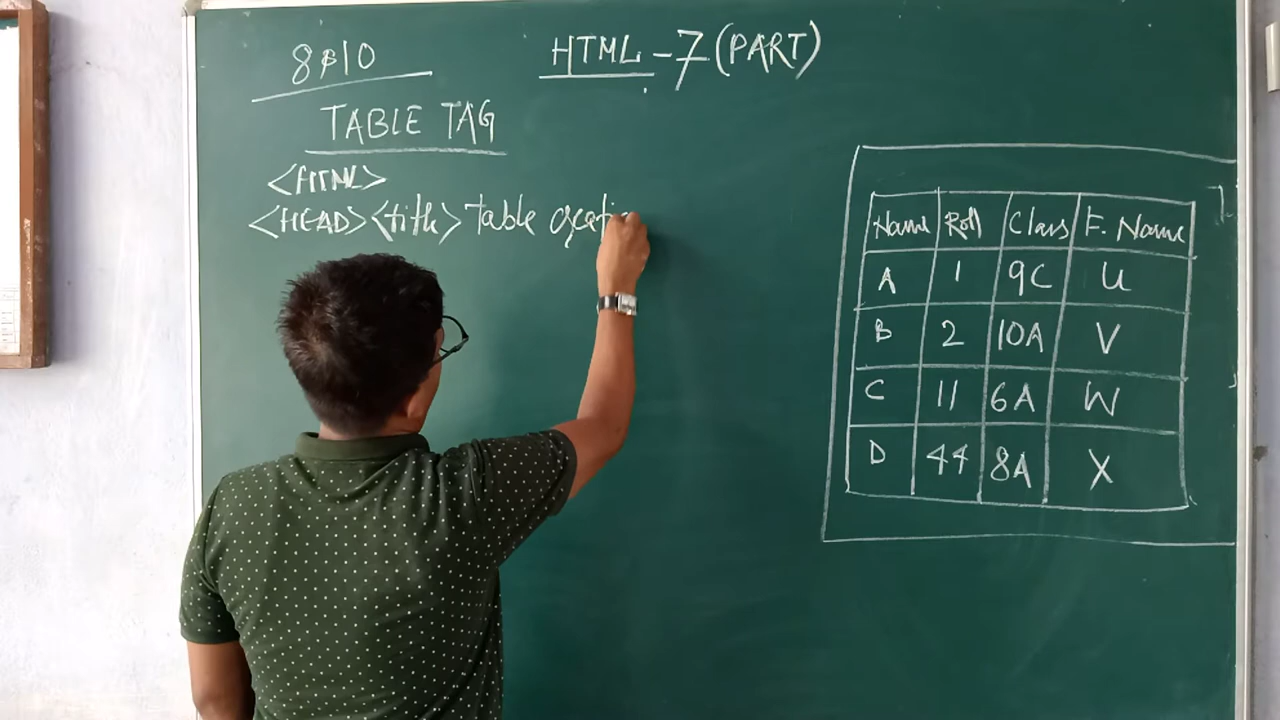 8 10
HTML-7 (PART)
TABLE TAG
<HTML>
<HEAD><title> Table creati
Name Roll Class F. Name
A 1 9C U
B 2 10A V
C 11 6A W
D 44 8A X